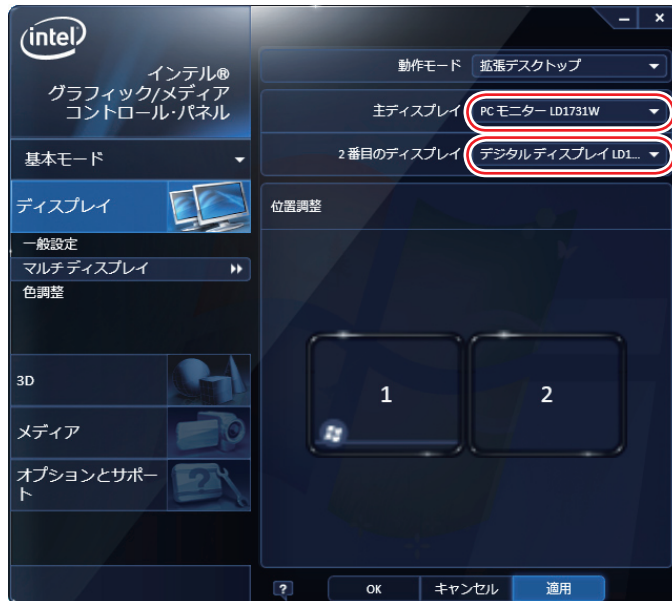 intel
インテル®
グラフィック/メディア
コントロール・パネル
基本モード
ディスプレイ
一般設定
マルチ ディスプレイ
色調整
3D
メディア
オプションとサポー
ト
動作モード 拡張デスクトップ
主ディスプレイ PC モニター LD1731W
2 番目のディスプレイ デジタル ディスプレイ LD1...
位置調整
1 2
? OK キャンセル 適用